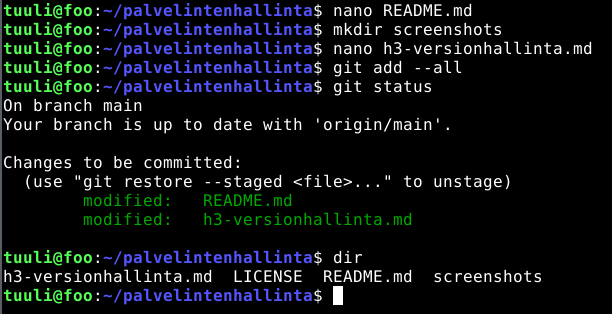 tuuli@foo:~/palvelintenhallinta$ nano README.md
tuuli@foo:~/palvelintenhallinta$ mkdir screenshots
tuuli@foo:~/palvelintenhallinta$ nano h3-versionhallinta.md
tuuli@foo:~/palvelintenhallinta$ git add --all
tuuli@foo:~/palvelintenhallinta$ git status
On branch main
Your branch is up to date with 'origin/main'.

Changes to be committed:
  (use "git restore --staged <file>..." to unstage)
        modified:   README.md
        modified:   h3-versionhallinta.md

tuuli@foo:~/palvelintenhallinta$ dir
h3-versionhallinta.md  LICENSE  README.md  screenshots
tuuli@foo:~/palvelintenhallinta$